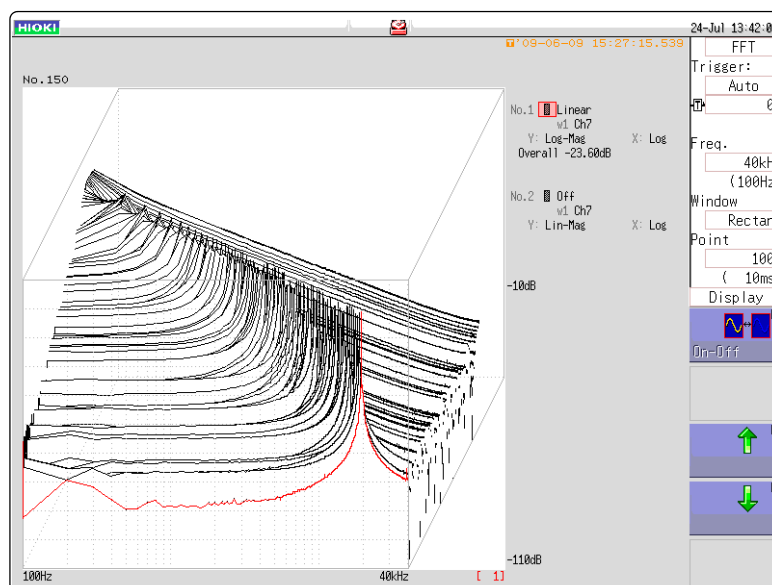 HIOKI
24-Jul 13:42:0
'09-06-09 15:27:15.539
FFT
Trigger:
Auto
T
0
Freq.
40kH
(100Hz
Window
Rectan
Point
100
( 10ms
Display
On-Off
No.150
No.1 Linear
w1 Ch7
Y: Log-Mag X: Log
Overall -23.60dB
No.2 Off
w1 Ch7
Y: Lin-Mag X: Log
-10dB
-110dB
100Hz 40kHz [ 1]